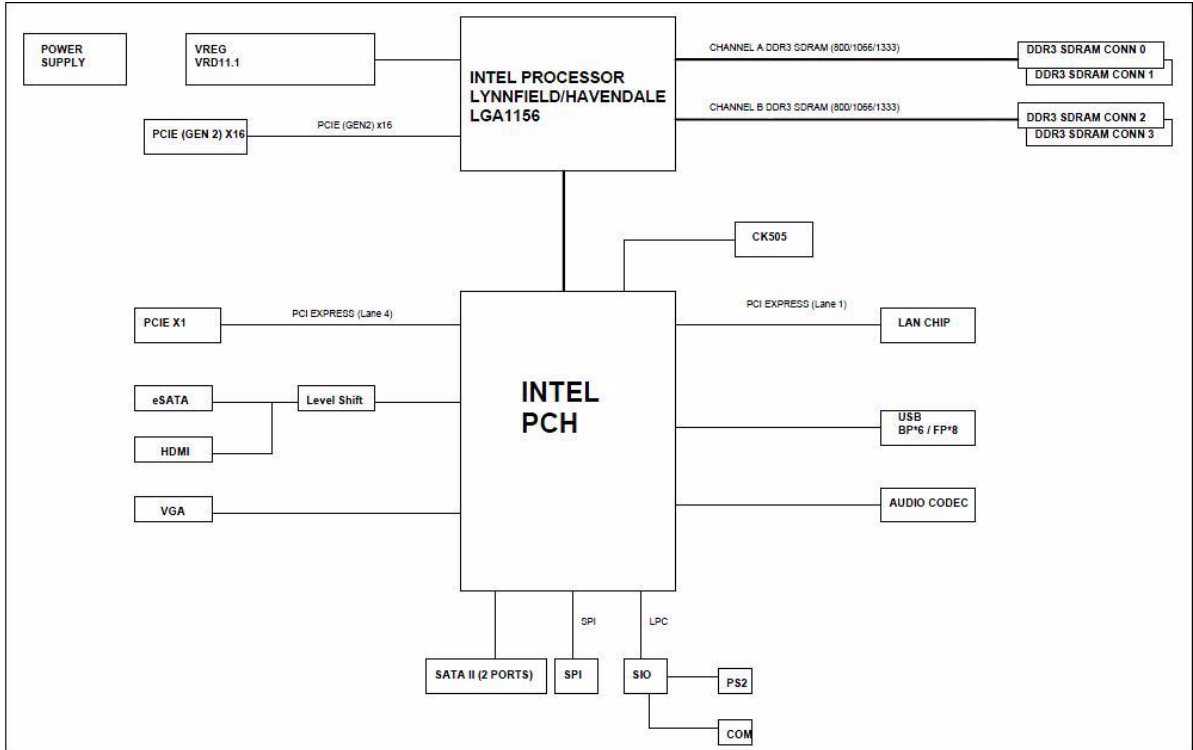 POWER
SUPPLY
VREG
VRD11.1
INTEL PROCESSOR
LYNNFIELD/HAVENDALE
LGA1156
CHANNEL A DDR3 SDRAM (800/1066/1333)
DDR3 SDRAM CONN 0
DDR3 SDRAM CONN 1
CHANNEL B DDR3 SDRAM (800/1066/1333)
DDR3 SDRAM CONN 2
DDR3 SDRAM CONN 3
PCIE (GEN 2) X16
PCIE (GEN2) x16
CK505
PCIE X1
PCI EXPRESS (Lane 4)
PCI EXPRESS (Lane 1)
LAN CHIP
INTEL
PCH
eSATA
Level Shift
HDMI
USB
BP*6 / FP*8
VGA
AUDIO CODEC
SPI
LPC
SATA II (2 PORTS)
SPI
SIO
PS2
COM